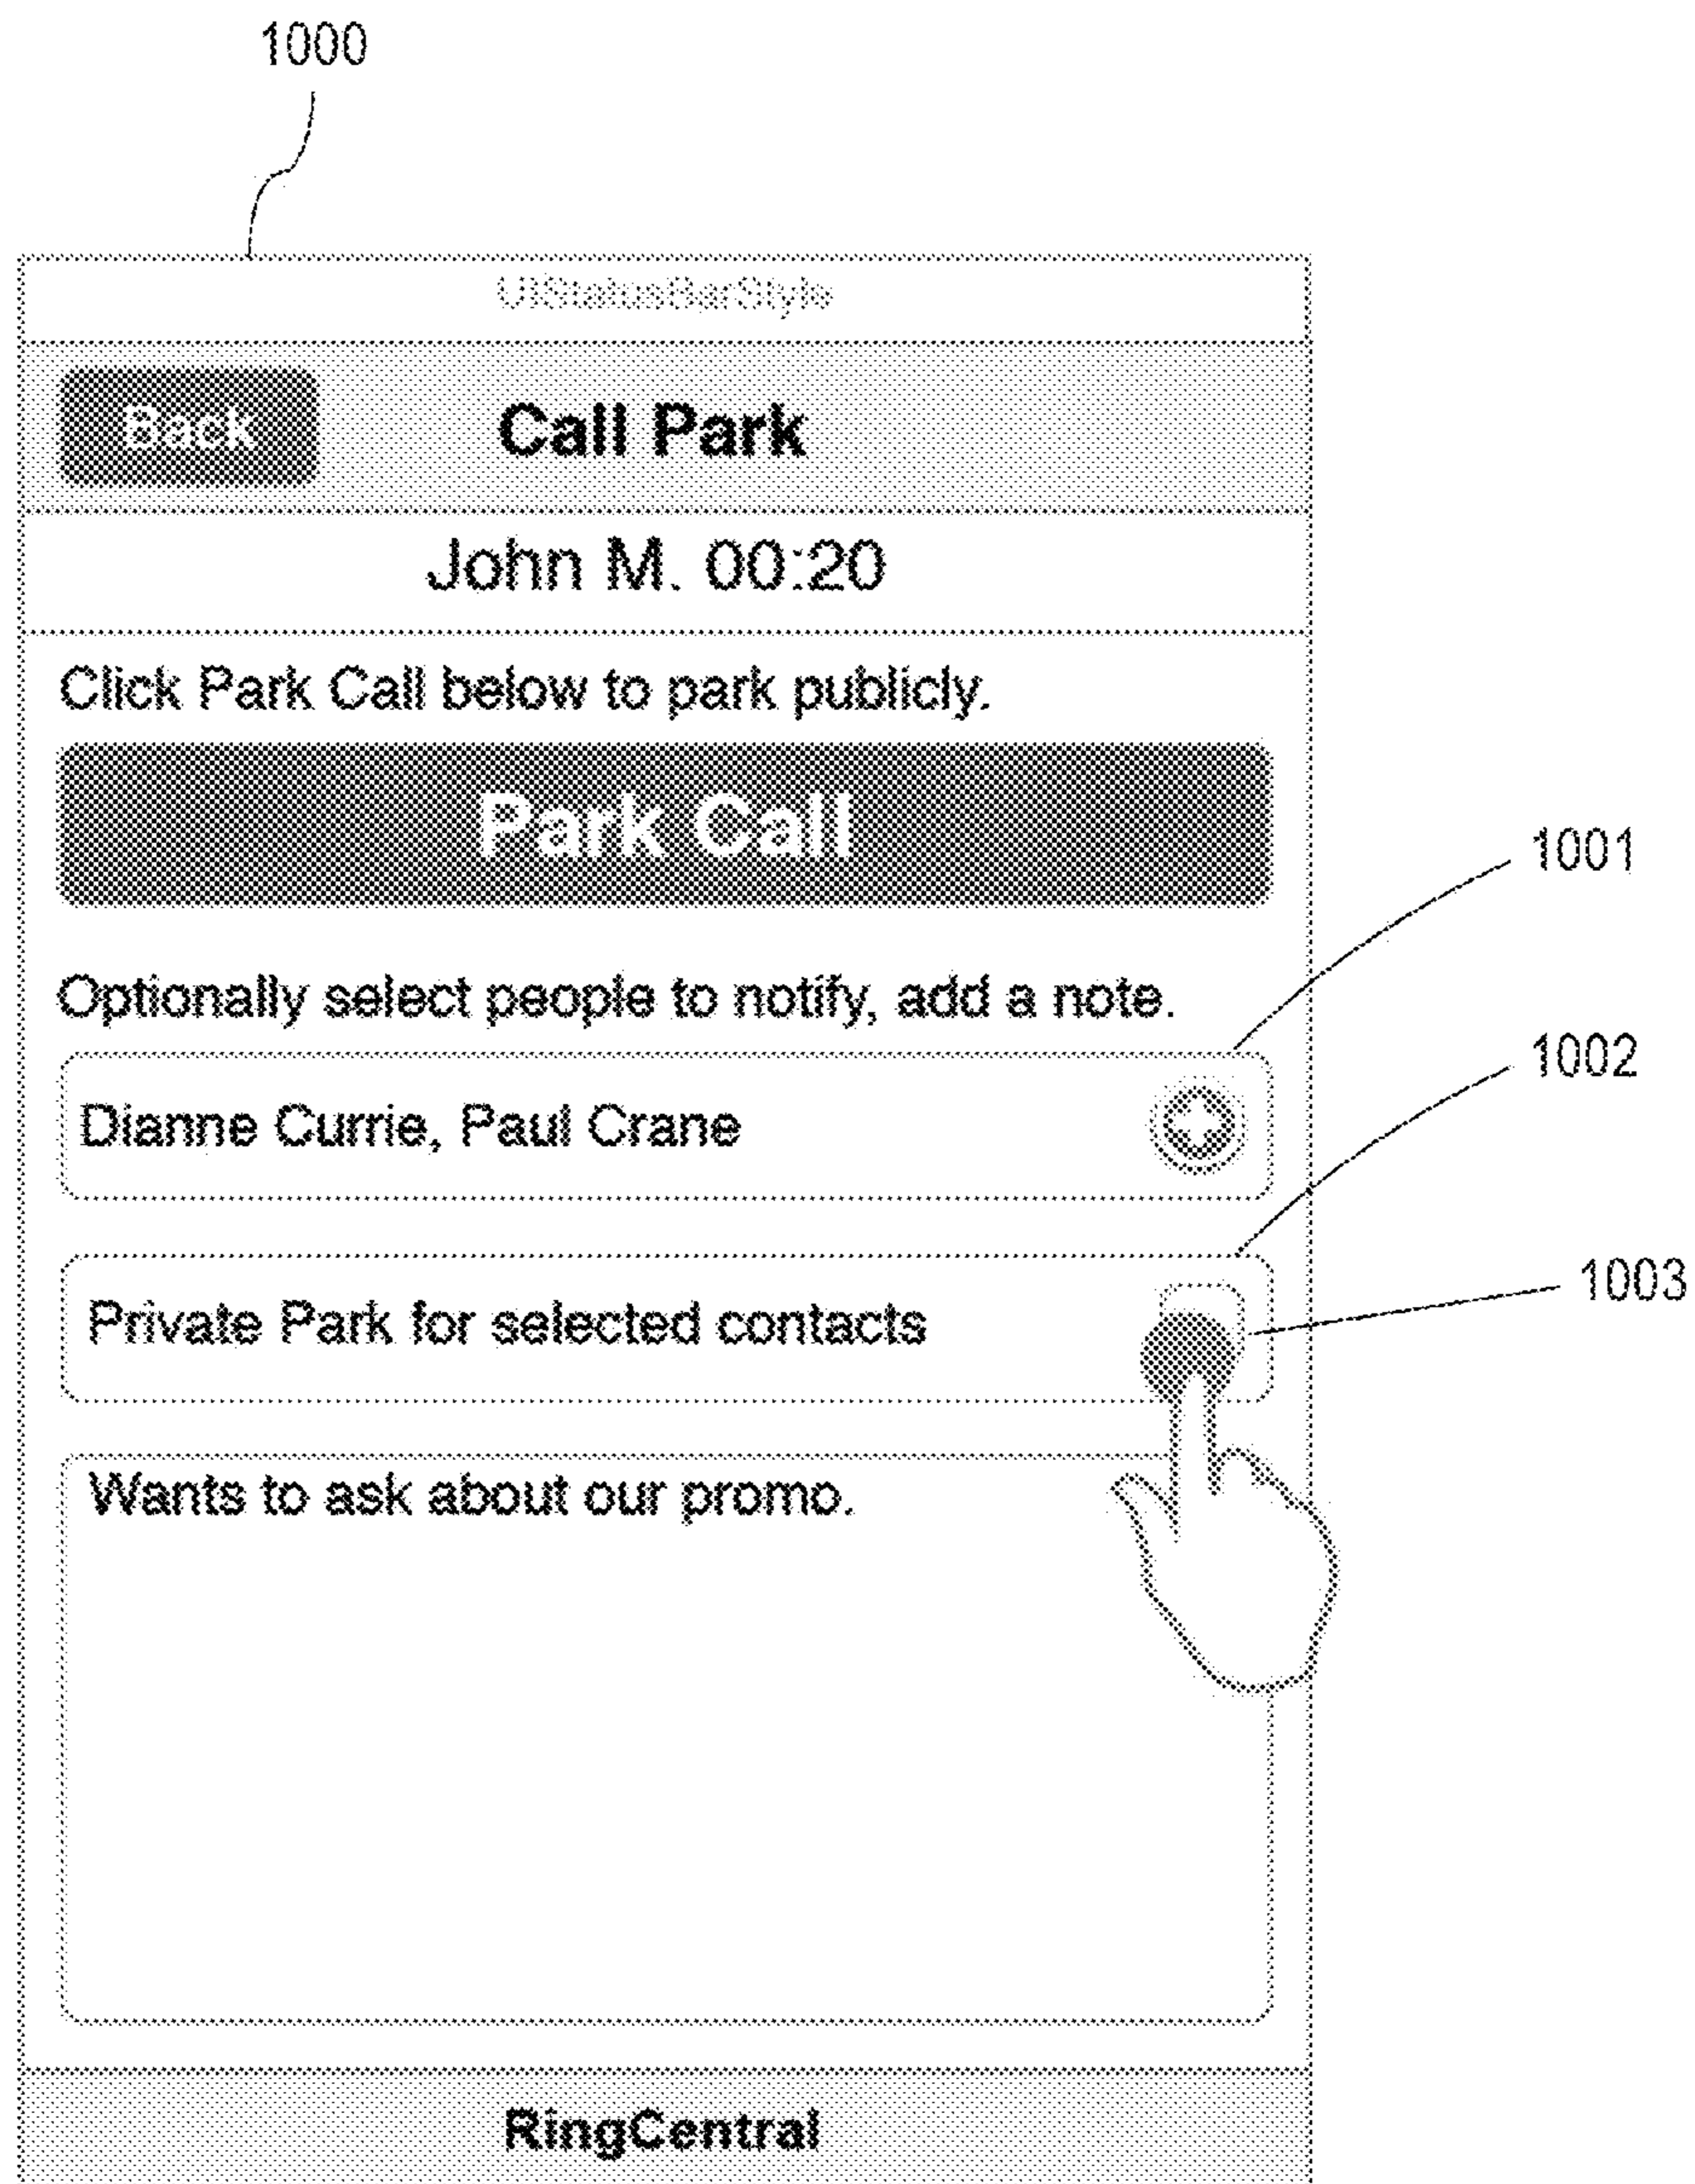 1000
UIStatusBarStyle
Back
Call Park
John M. 00:20
Click Park Call below to park publicly.
Park Call
1001
Optionally select people to notify, add a note.
1002
Dianne Currie, Paul Crane
1003
Private Park for selected contacts
Wants to ask about our promo.
RingCentral